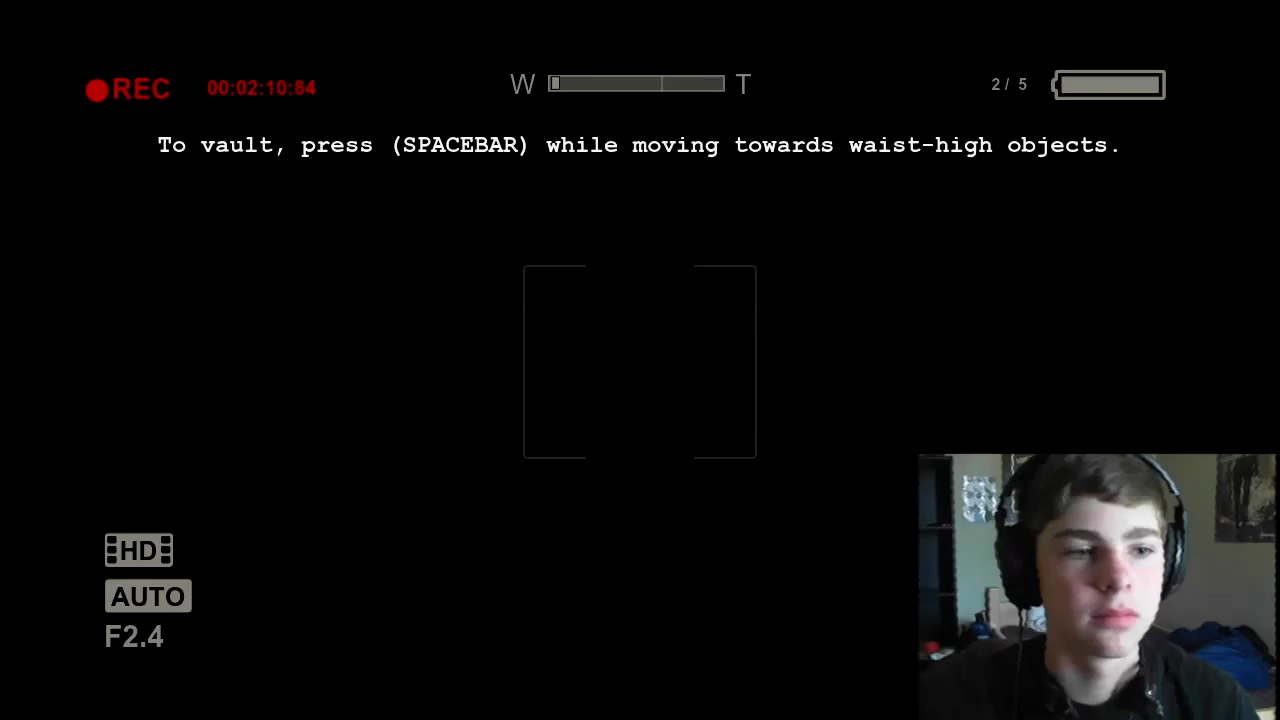 REC 00:02:10:84 W T 2 / 5
To vault, press (SPACEBAR) while moving towards waist-high objects.
HD
AUTO
F2.4